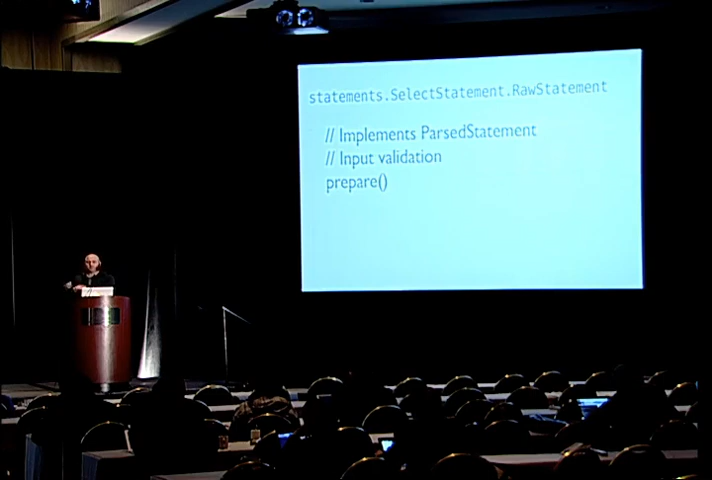 statements.SelectStatement.RawStatement
// Implements ParsedStatement
// Input validation
prepare()